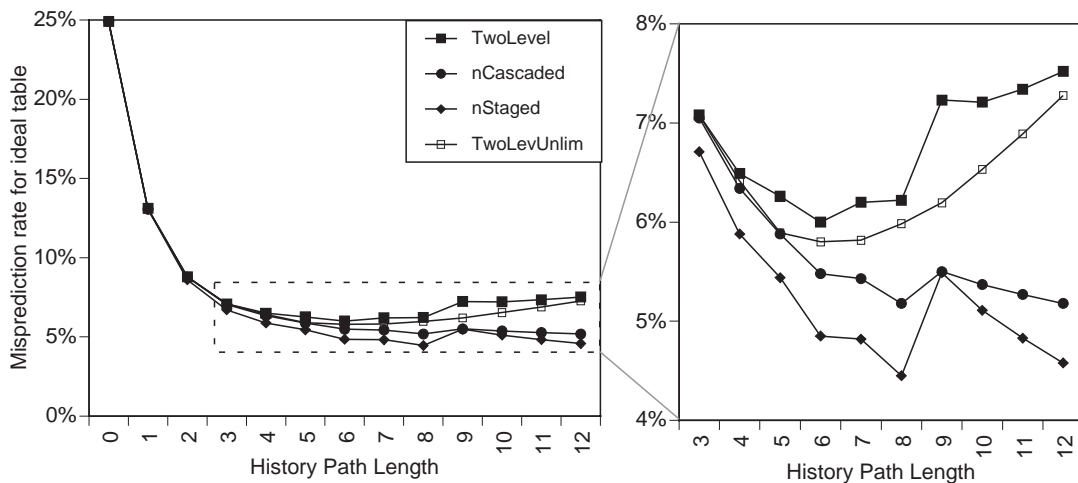 25%
20%
15%
10%
5%
0%
Misprediction rate for ideal table
0 1 2 3 4 5 6 7 8 9 10 11 12
History Path Length
TwoLevel
nCascaded
nStaged
TwoLevUnlim
8%
7%
6%
5%
4%
3 4 5 6 7 8 9 10 11 12
History Path Length